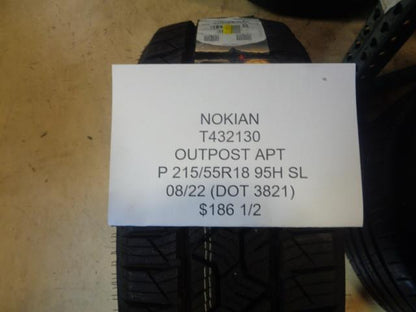 NOKIAN
T432130
OUTPOST APT
P 215/55R18 95H SL
08/22 (DOT 3821)
$186 1/2